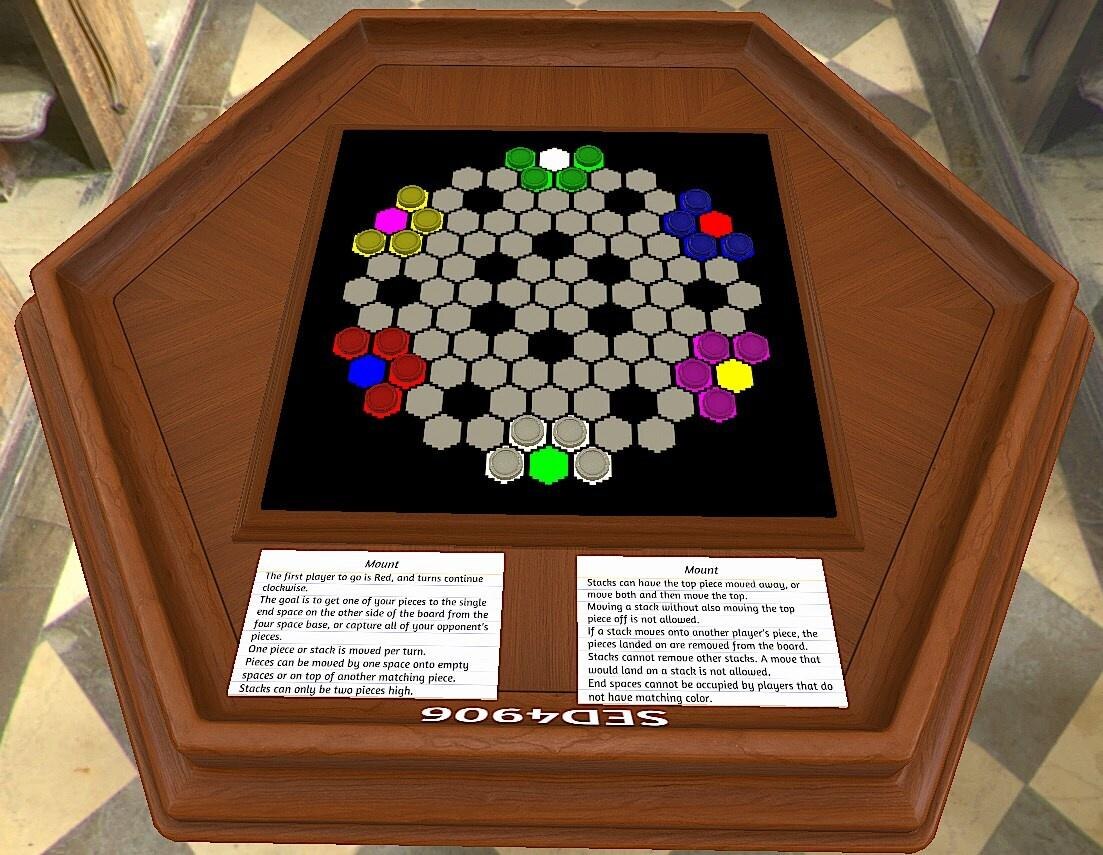 Mount
The first player to go is Red, and turns continue
clockwise.
The goal is to get one of your pieces to the single
end space on the other side of the board from the
four space base, or capture all of your opponent's
pieces.
One piece or stack is moved per turn.
Pieces can be moved by one space onto empty
spaces or on top of another matching piece.
Stacks can only be two pieces high.
Mount
Stacks can have the top piece moved away, or
move both and then move the top.
Moving a stack without also moving the top
piece off is not allowed.
If a stack moves onto another player's piece, the
pieces landed on are removed from the board.
Stacks cannot remove other stacks. A move that
would land on a stack is not allowed.
End spaces cannot be occupied by players that do
not have matching color.
SED4906